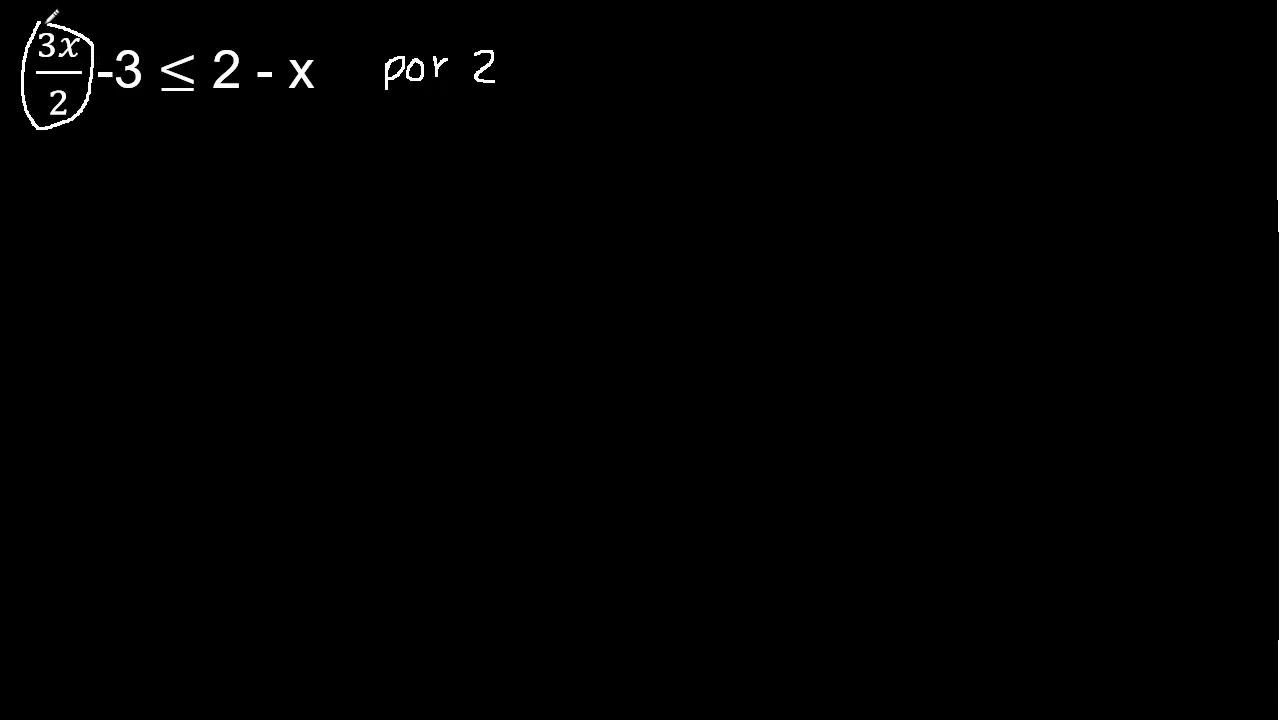 3x/2 -3 ≤ 2 - x por 2